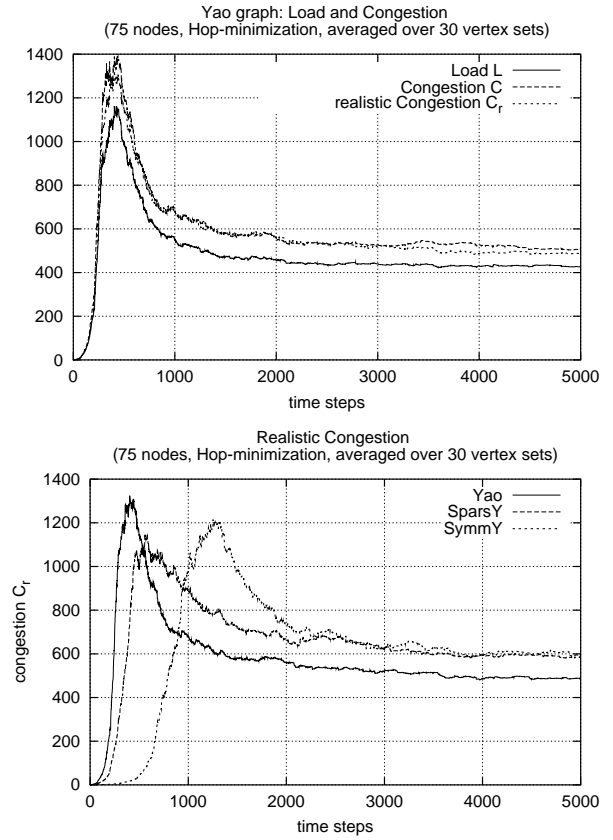 Yao graph: Load and Congestion
(75 nodes, Hop-minimization, averaged over 30 vertex sets)
1400
1200
1000
800
600
400
200
0
Load L
Congestion C
realistic Congestion Cr
0 1000 2000 3000 4000 5000
time steps
Realistic Congestion
(75 nodes, Hop-minimization, averaged over 30 vertex sets)
congestion Cr
1400
1200
1000
800
600
400
200
0
Yao
SparsY
SymmY
0 1000 2000 3000 4000 5000
time steps